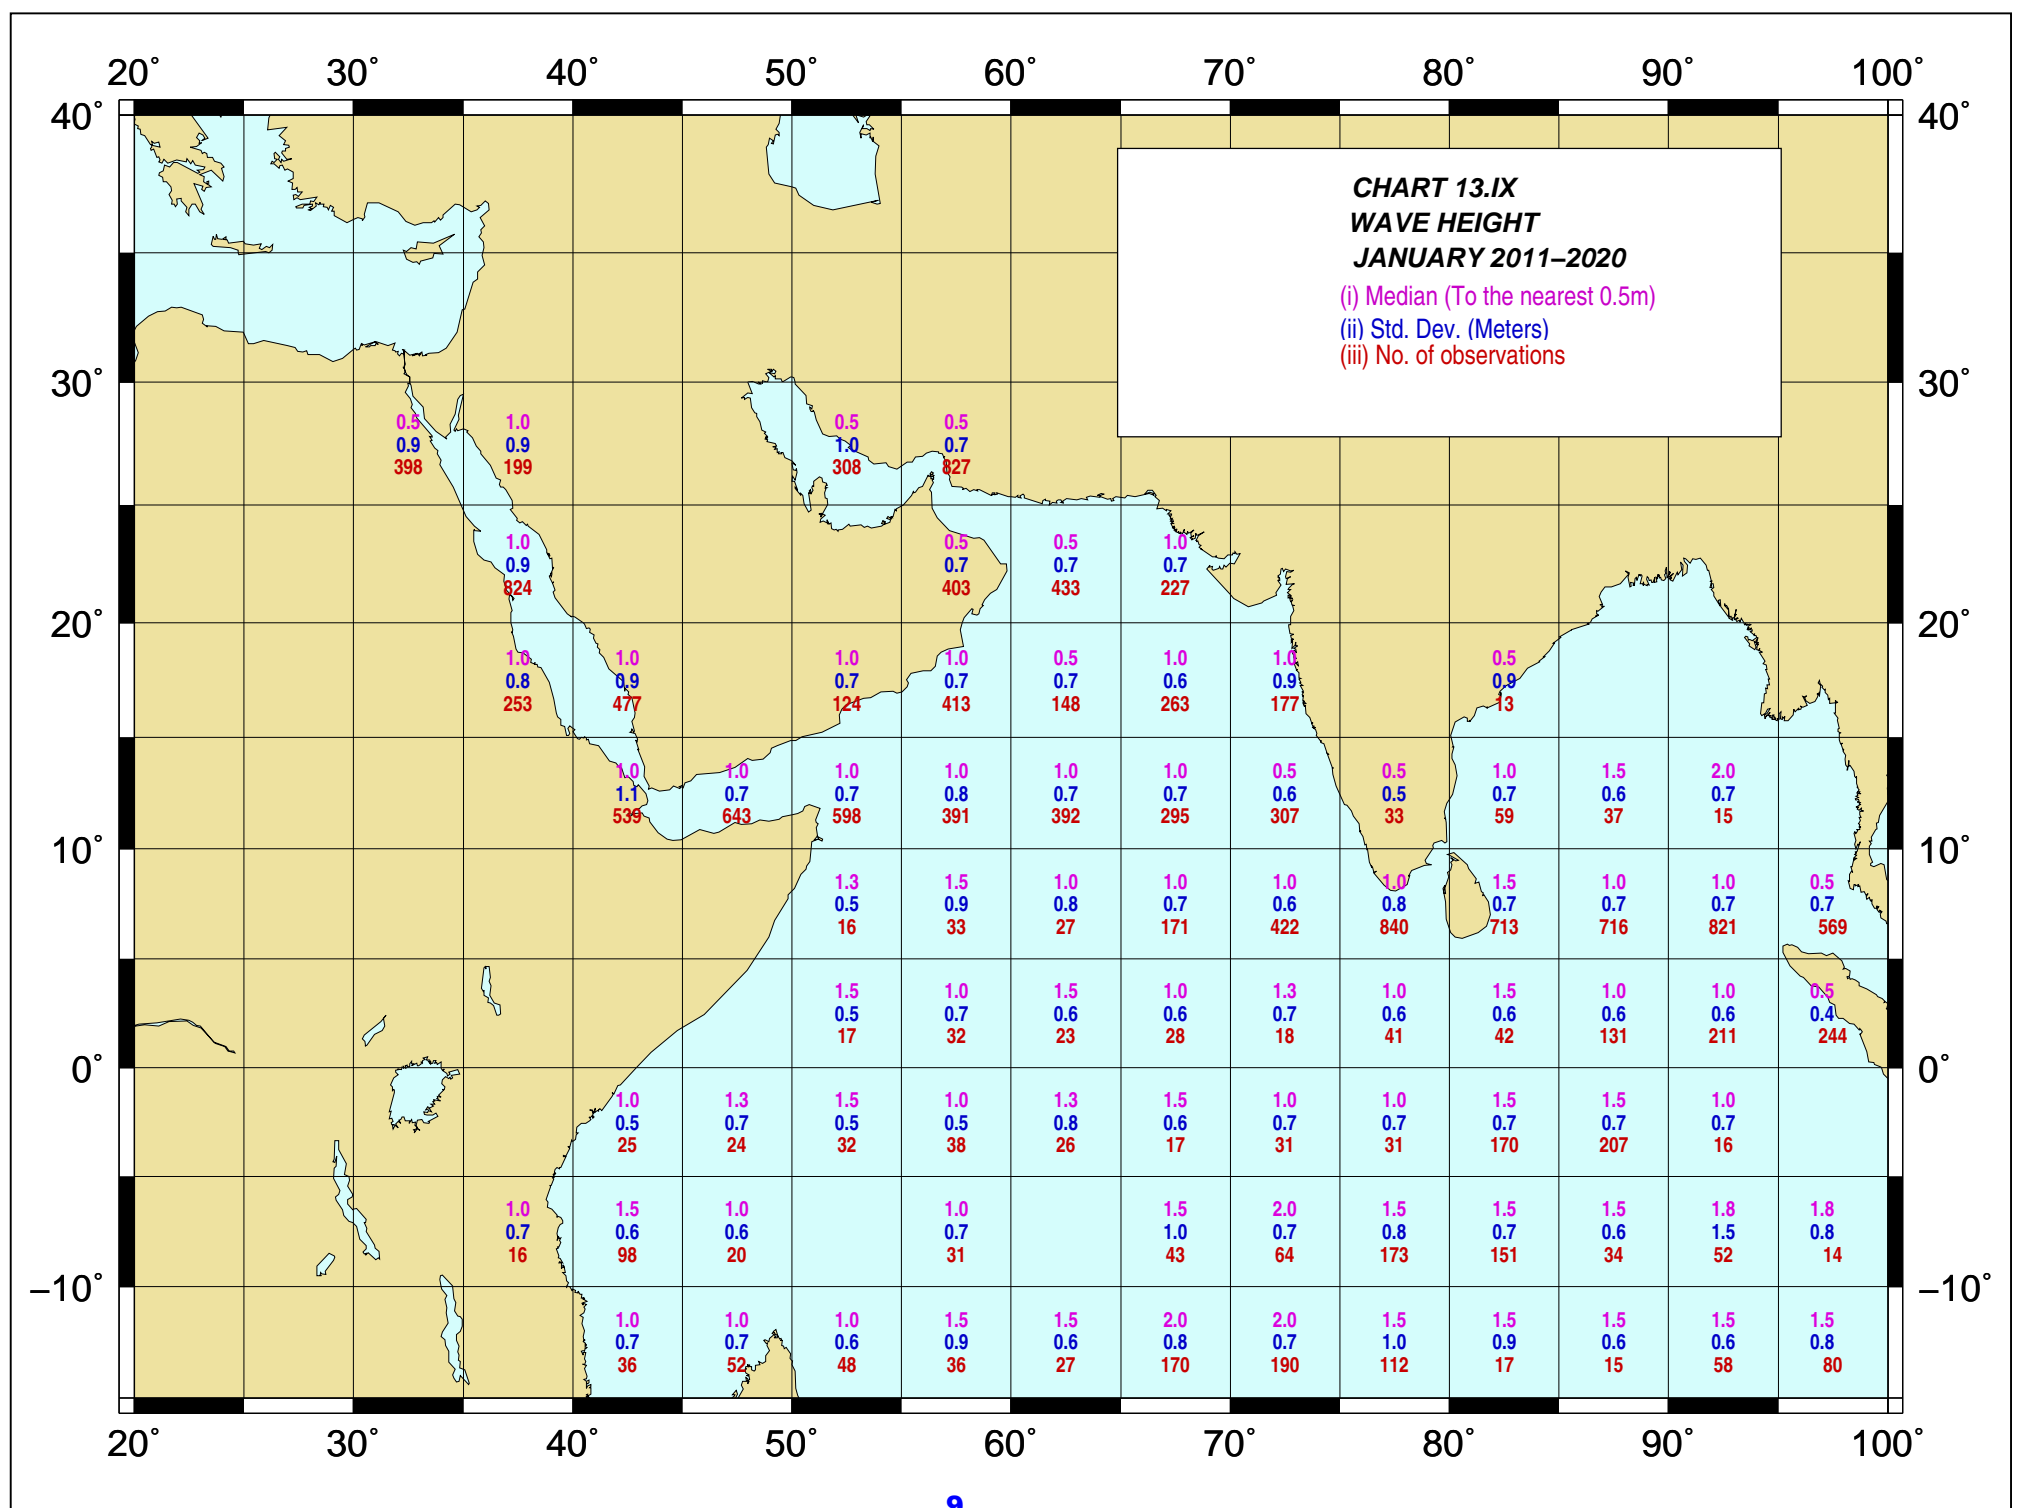 20° 30° 40° 50° 60° 70° 80° 90° 100°
40° 40°
CHART 13.IX
WAVE HEIGHT
JANUARY 2011–2020
(i) Median (To the nearest 0.5m)
(ii) Std. Dev. (Meters)
(iii) No. of observations
30° 30°
0.5 1.0 0.5 0.5
0.9 0.9 1.0 0.7
398 199 308 827
1.0 0.5 0.5 1.0
0.9 0.7 0.7 0.7
824 403 433 227
20° 20°
1.0 1.0 1.0 1.0 0.5 1.0 1.0 0.5
0.8 0.9 0.7 0.7 0.7 0.6 0.9 0.9
253 477 124 413 148 263 177 13
1.0 1.0 1.0 1.0 1.0 1.0 0.5 0.5 1.0 1.5 2.0
1.1 0.7 0.7 0.8 0.7 0.7 0.6 0.5 0.7 0.6 0.7
539 643 598 391 392 295 307 33 59 37 15
10° 10°
1.3 1.5 1.0 1.0 1.0 1.0 1.5 1.0 1.0 0.5
0.5 0.9 0.8 0.7 0.6 0.8 0.7 0.7 0.7 0.7
16 33 27 171 422 840 713 716 821 569
1.5 1.0 1.5 1.0 1.3 1.0 1.5 1.0 1.0 0.5
0.5 0.7 0.6 0.6 0.7 0.6 0.6 0.6 0.6 0.4
17 32 23 28 18 41 42 131 211 244
0° 0°
1.0 1.3 1.5 1.0 1.3 1.5 1.0 1.0 1.5 1.5 1.0
0.5 0.7 0.5 0.5 0.8 0.6 0.7 0.7 0.7 0.7 0.7
25 24 32 38 26 17 31 31 170 207 16
1.0 1.5 1.0 1.0 1.5 2.0 1.5 1.5 1.5 1.8 1.8
0.7 0.6 0.6 0.7 1.0 0.7 0.8 0.7 0.6 1.5 0.8
16 98 20 31 43 64 173 151 34 52 14
−10° −10°
1.0 1.0 1.0 1.5 1.5 2.0 2.0 1.5 1.5 1.5 1.5 1.5
0.7 0.7 0.6 0.9 0.6 0.8 0.7 1.0 0.9 0.6 0.6 0.8
36 52 48 36 27 170 190 112 17 15 58 80
20° 30° 40° 50° 60° 70° 80° 90° 100°
9